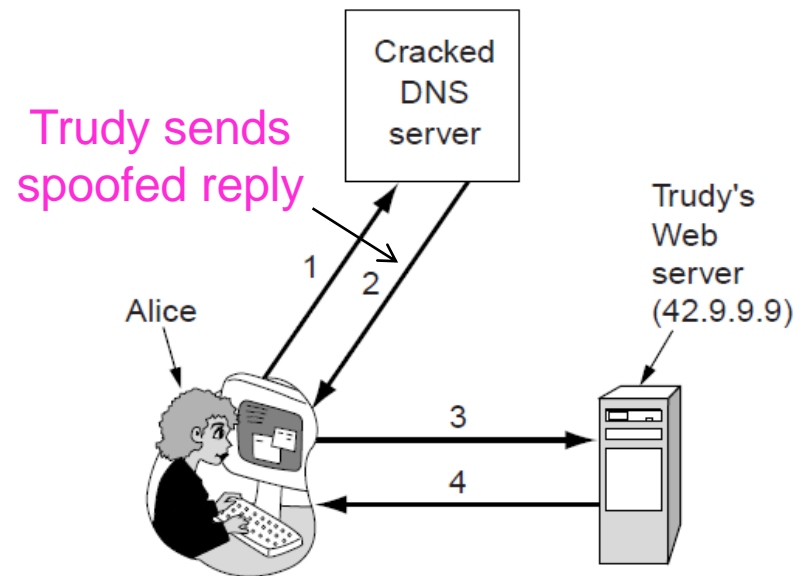 Cracked
DNS
server
Trudy sends
spoofed reply
Trudy's
Web
server
(42.9.9.9)
1
2
Alice
3
4